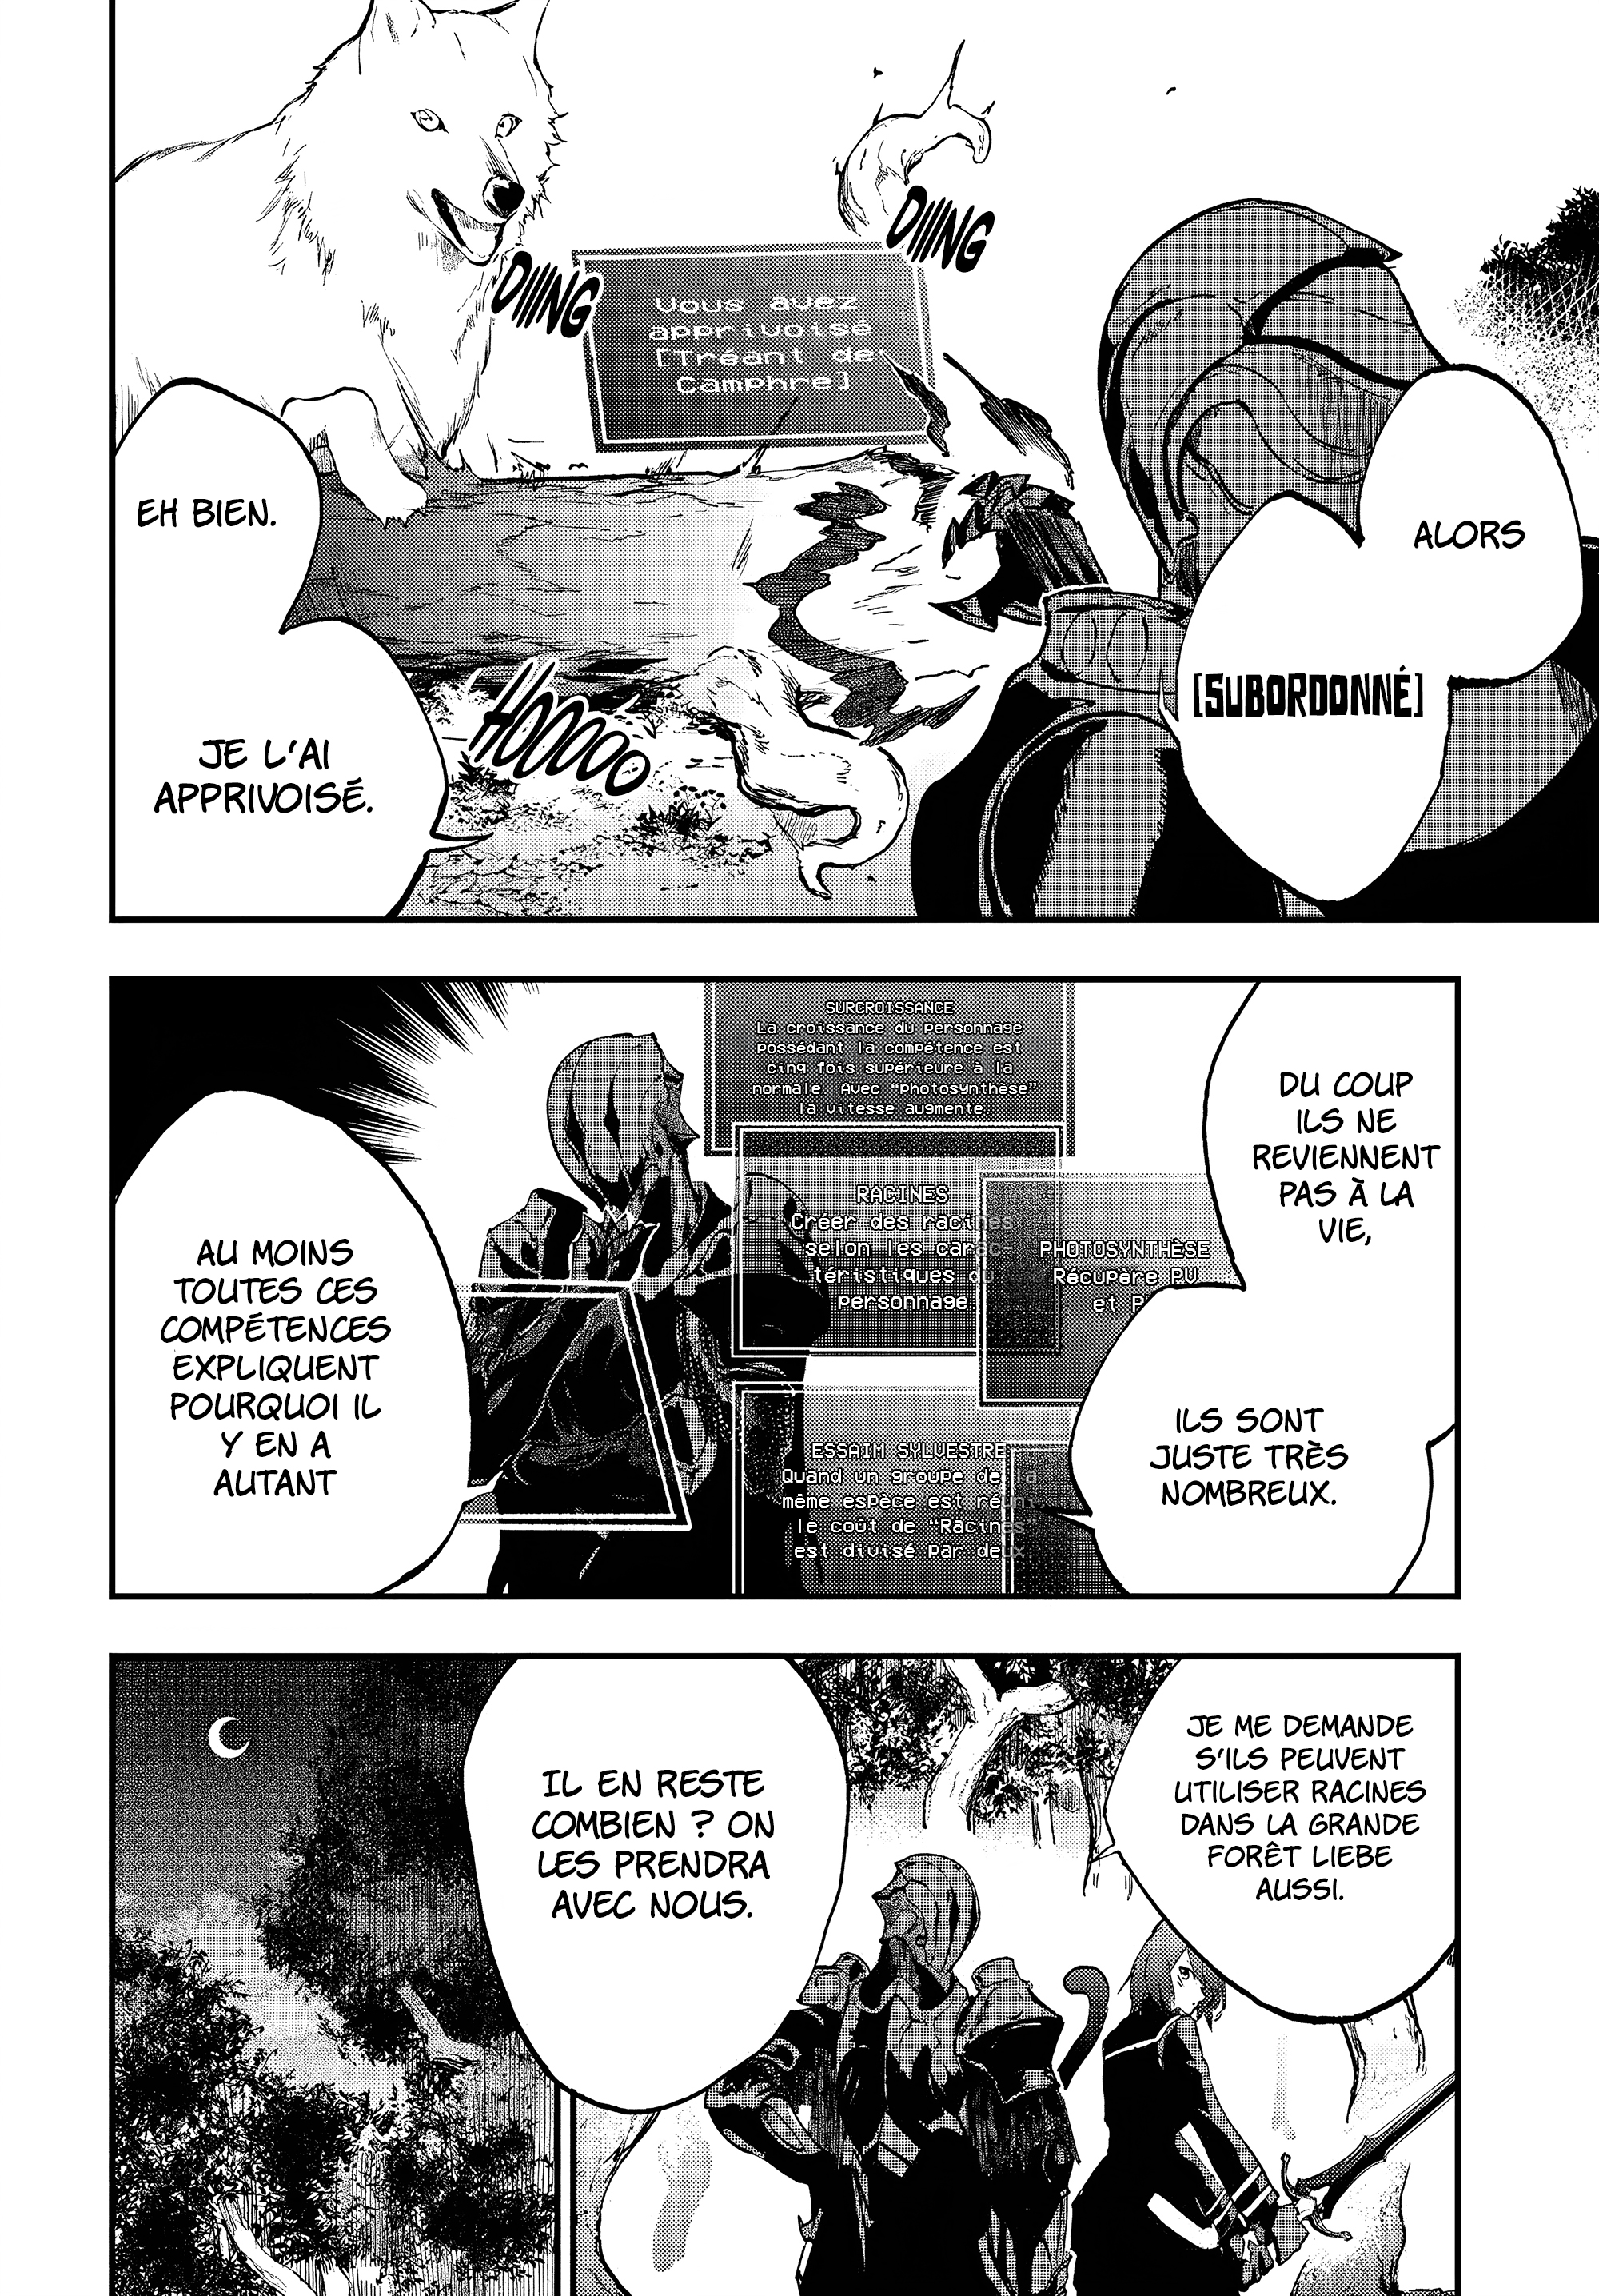 ALORS
[SUBORDONNÉ]
DIIING
DIIING
Vous avez
apprivoisé
[Tréant de
Camphre]
HOOOOOO
EH BIEN.
JE L'AI
APPRIVOISÉ.
DU COUP
ILS NE
REVIENNENT
PAS À LA
VIE,
ILS SONT
JUSTE TRÈS
NOMBREUX.
SURCROISSANCE
La croissance du personnage
possédant la compétence est
cinq fois supérieure à la
normale. Avec "Photosynthèse"
la vitesse augmente.
RACINES
Créer des racines
selon les carac-
téristiques du
personnage.
PHOTOSYNTHÈSE
Récupère PV
et P
ESSAIM SYLVESTRE
Quand un groupe de la
même espèce est réuni
le coût de "Racines"
est divisé par deux
AU MOINS
TOUTES CES
COMPÉTENCES
EXPLIQUENT
POURQUOI IL
Y EN A
AUTANT
JE ME DEMANDE
S'ILS PEUVENT
UTILISER RACINES
DANS LA GRANDE
FORÊT LIEBE
AUSSI.
IL EN RESTE
COMBIEN ? ON
LES PRENDRA
AVEC NOUS.